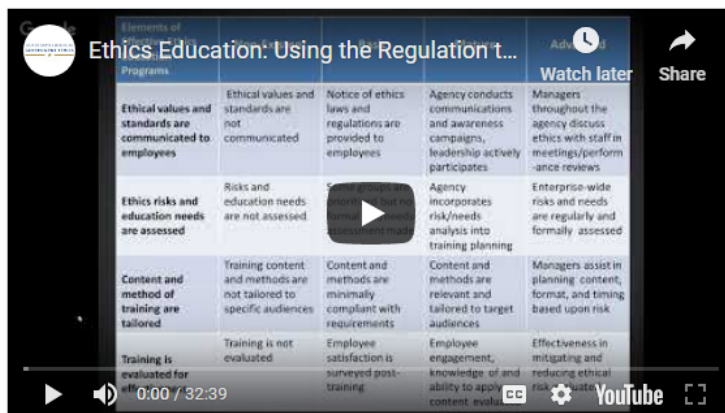 Ethics Education: Using the Regulation t...
Watch later
Share
Elements of
Programs
Ethical values and
standards are
communicated to
employees
Ethical values and
standards are
not
communicated
Notice of ethics
laws and
regulations are
provided to
employees
Agency conducts
communications
and awareness
campaigns,
leadership actively
participates
Managers
throughout the
agency discuss
ethics with staff in
meetings/perform
-ance reviews
Ethics risks and
education needs
are assessed
Risks and
education needs
are not assessed
Agency
incorporates
risk/needs
analysis into
training planning
Enterprise-wide
risks and needs
are regularly and
formally assessed
Content and
method of
training are
tailored
Training content
and methods are
not tailored to
specific audiences
Content and
methods are
minimally
compliant with
requirements
Content and
methods are
relevant and
tailored to target
audiences
Managers assist in
planning content,
format, and timing
based upon risk
Training is
evaluated for
Training is not
evaluated
Employee
satisfaction is
surveyed post-
training
Employee
engagement,
knowledge of and
ability to apply
content
Effectiveness in
mitigating and
reducing ethical
risk
0:00 / 32:39
CC
YouTube